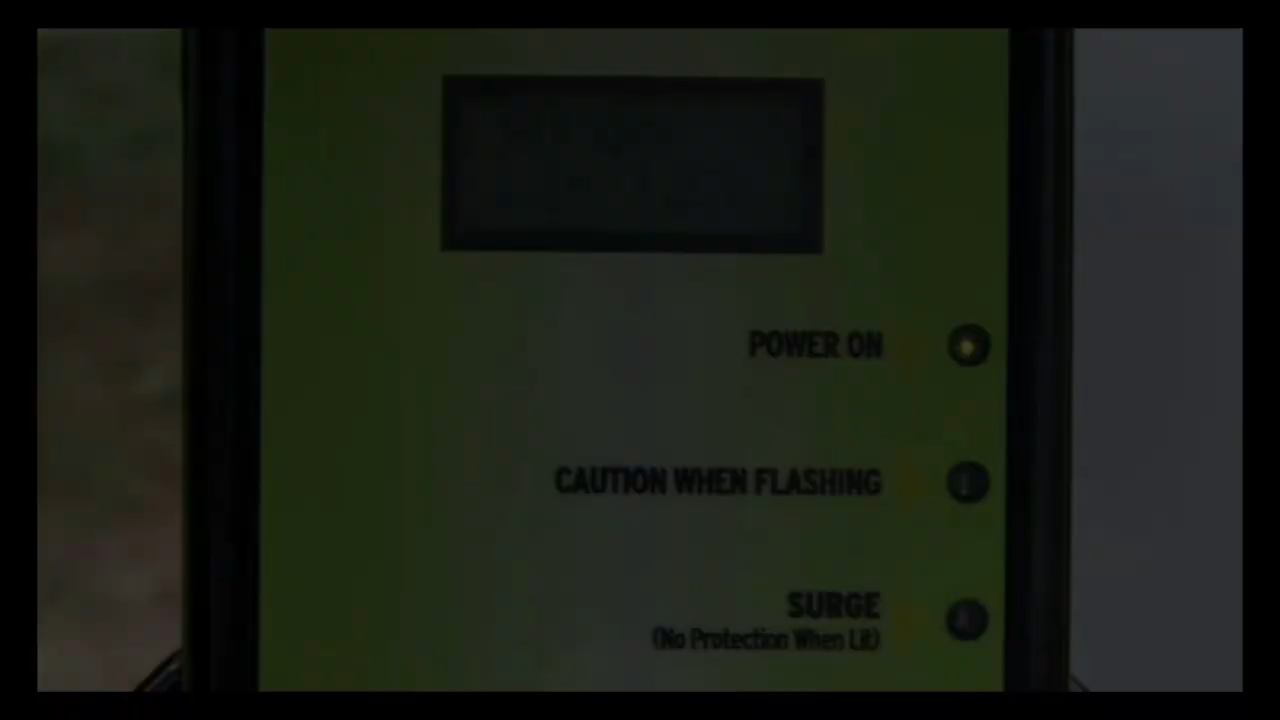 POWER ON
CAUTION WHEN FLASHING
SURGE
(No Protection When Lit)